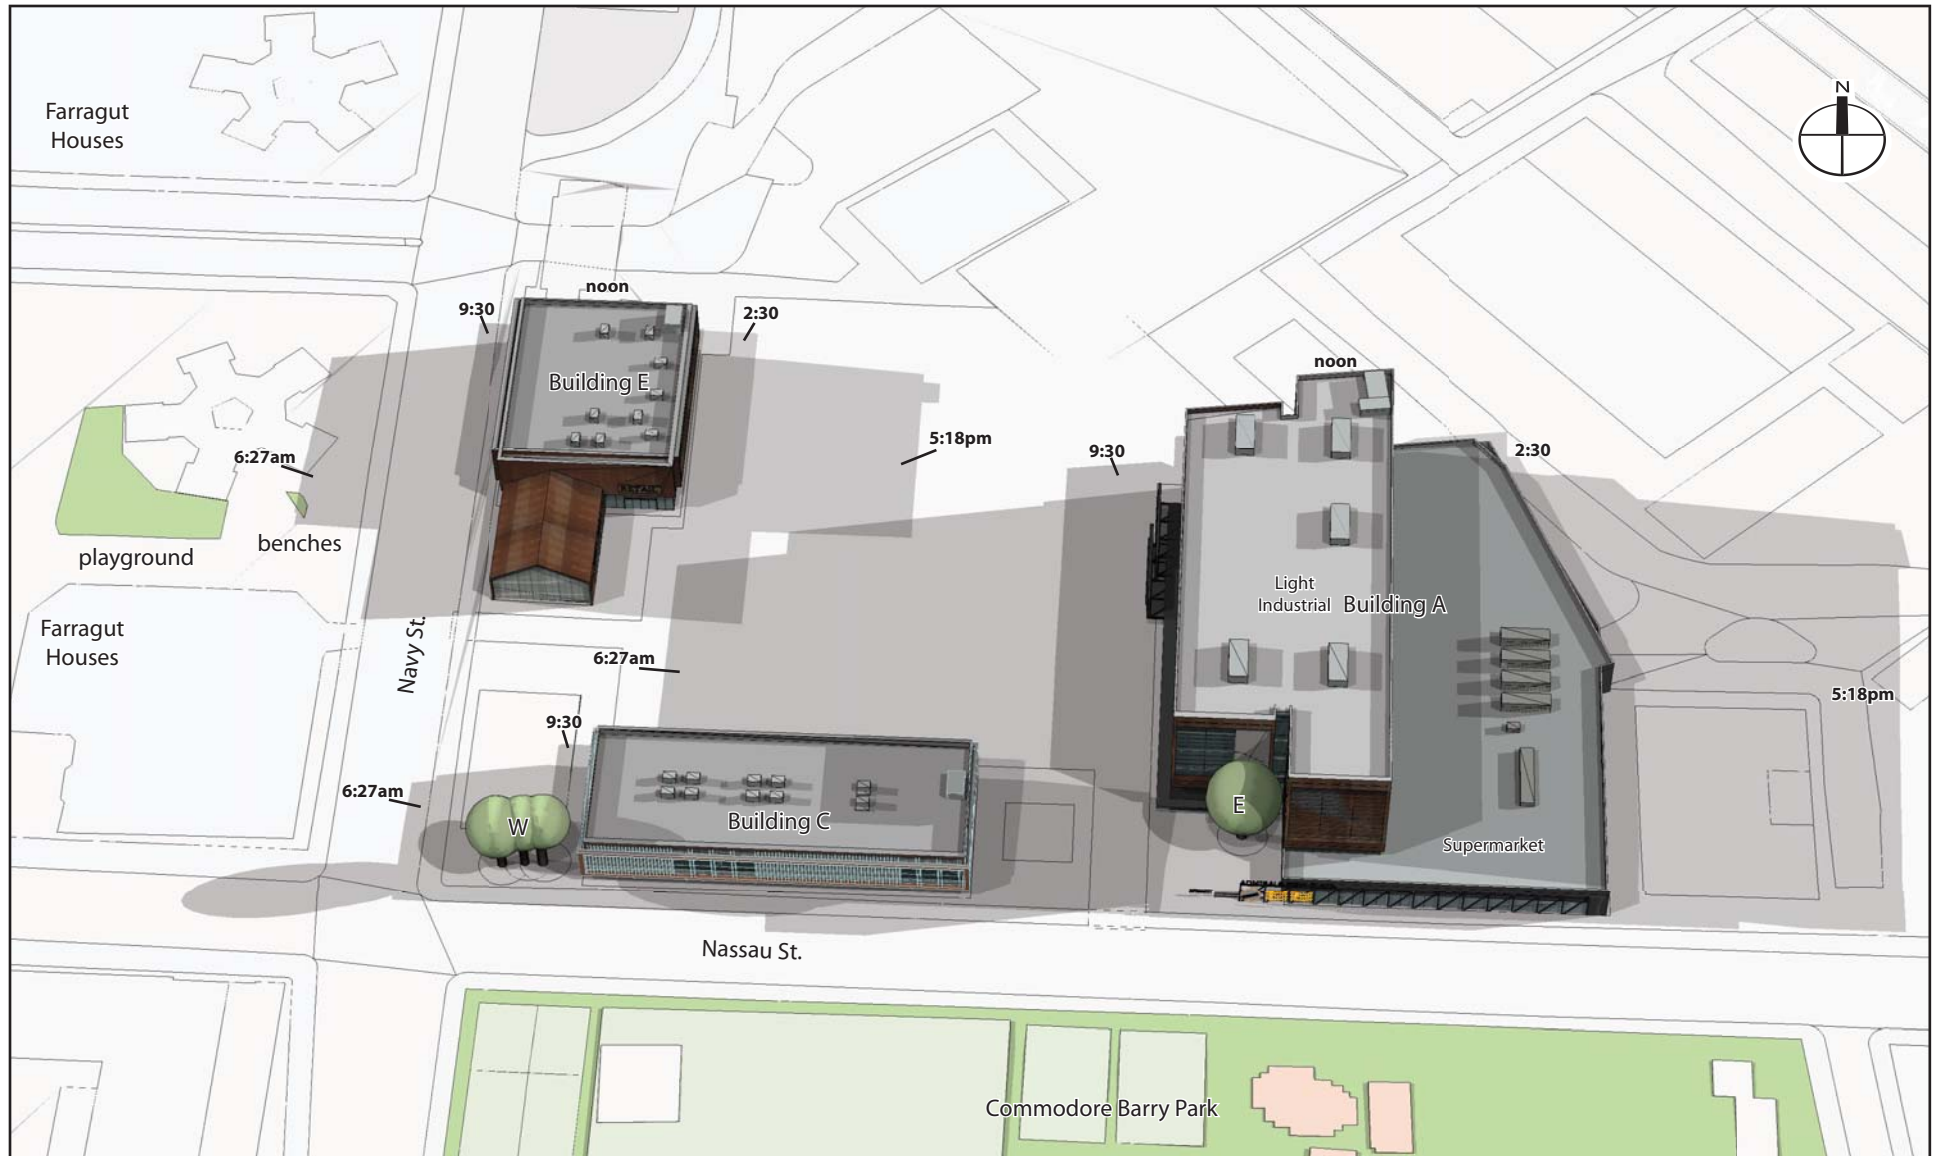 Farragut
Houses
N
noon
9:30
2:30
Building E
noon
5:18pm
9:30
2:30
6:27am
RETAIL
playground
benches
Light
Industrial
Building A
Farragut
Houses
Navy St.
6:27am
5:18pm
9:30
6:27am
W
Building C
E
Supermarket
Nassau St.
Commodore Barry Park